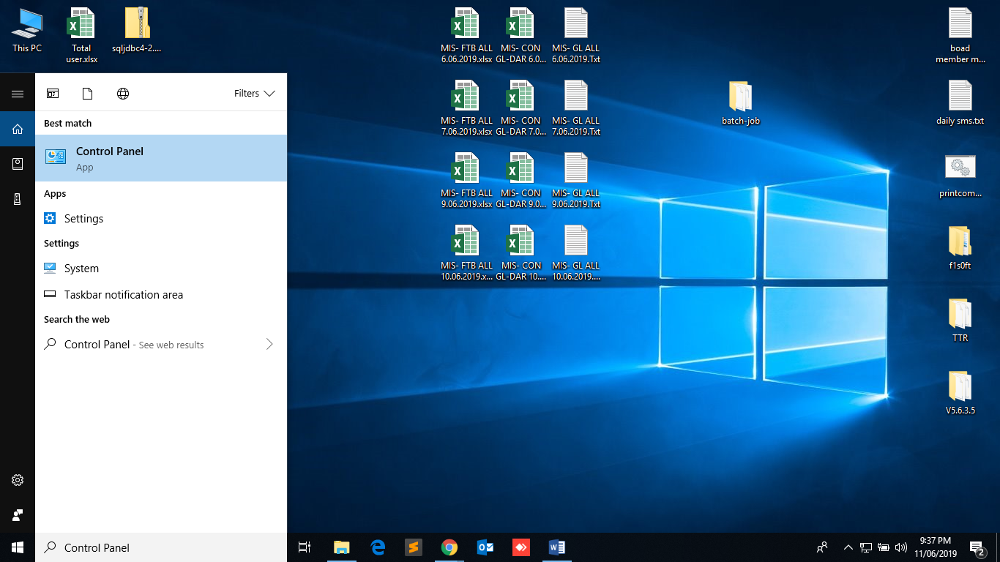 This PC
Total
user.xlsx
sqljdbc4-2....
MIS- FTB ALL
6.06.2019.xlsx
MIS- CON
GL-DAR 6.0...
MIS- GL ALL
6.06.2019.Txt
boad
member m...
Filters
Best match
Control Panel
App
Apps
Settings
Settings
System
Taskbar notification area
Search the web
Control Panel - See web results
MIS- FTB ALL
7.06.2019.xlsx
MIS- CON
GL-DAR 7.0...
MIS- GL ALL
7.06.2019.Txt
batch-job
daily sms.txt
MIS- FTB ALL
9.06.2019.xlsx
MIS- CON
GL-DAR 9.0...
MIS- GL ALL
9.06.2019.Txt
printcom...
MIS- FTB ALL
10.06.2019.x...
MIS- CON
GL-DAR 10....
MIS- GL ALL
10.06.2019....
f1s0ft
TTR
V5.6.3.5
Control Panel
9:37 PM
11/06/2019
2